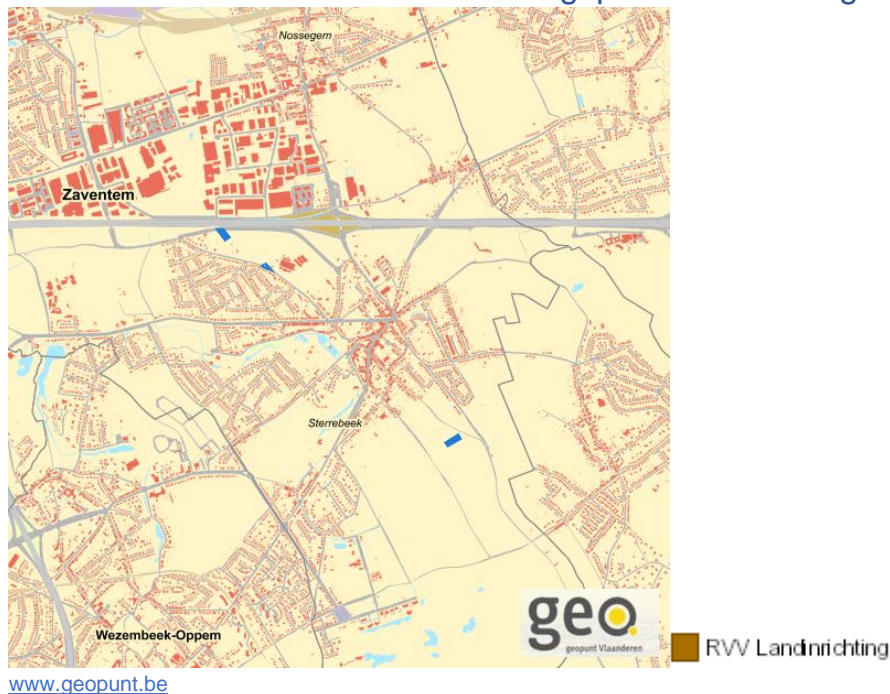 Nossegem
Zaventem
Sterrebeek
Wezembeek-Oppem
geo
geopunt Vlaanderen
RVV Landinrichting
www.geopunt.be